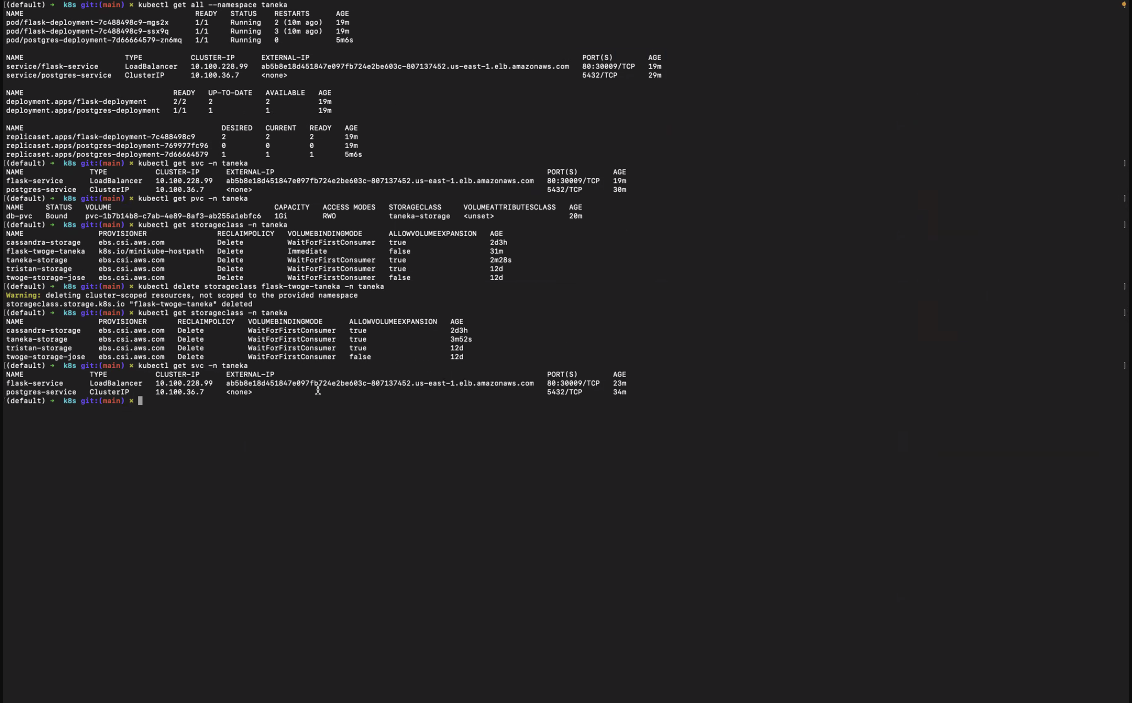 ((default) → k8s git:(main) × kubectl get all --namespace taneka
NAME READY STATUS RESTARTS AGE
pod/flask-deployment-7c488498c9-mgs2x 1/1 Running 2 (10m ago) 19m
pod/flask-deployment-7c488498c9-ssx9q 1/1 Running 3 (10m ago) 19m
pod/postgres-deployment-7d66664579-zn6mq 1/1 Running 0 5m6s
NAME TYPE CLUSTER-IP EXTERNAL-IP PORT(S) AGE
service/flask-service LoadBalancer 10.100.228.99 ab5b8e18d451847e097fb724e2be603c-807137452.us-east-1.elb.amazonaws.com 80:30009/TCP 19m
service/postgres-service ClusterIP 10.100.36.7 <none> 5432/TCP 29m
NAME READY UP-TO-DATE AVAILABLE AGE
deployment.apps/flask-deployment 2/2 2 2 19m
deployment.apps/postgres-deployment 1/1 1 1 19m
NAME DESIRED CURRENT READY AGE
replicaset.apps/flask-deployment-7c488498c9 2 2 2 19m
replicaset.apps/postgres-deployment-769977fc96 0 0 0 19m
replicaset.apps/postgres-deployment-7d66664579 1 1 1 5m6s
((default) → k8s git:(main) × kubectl get svc -n taneka
NAME TYPE CLUSTER-IP EXTERNAL-IP PORT(S) AGE
flask-service LoadBalancer 10.100.228.99 ab5b8e18d451847e097fb724e2be603c-807137452.us-east-1.elb.amazonaws.com 80:30009/TCP 19m
postgres-service ClusterIP 10.100.36.7 <none> 5432/TCP 30m
((default) → k8s git:(main) × kubectl get pvc -n taneka
NAME STATUS VOLUME CAPACITY ACCESS MODES STORAGECLASS VOLUMEATTRIBUTESCLASS AGE
db-pvc Bound pvc-1b7b14b8-c7ab-4e89-8af3-ab255a1ebfc6 1Gi RWO taneka-storage <unset> 20m
((default) → k8s git:(main) × kubectl get storageclass -n taneka
NAME PROVISIONER RECLAIMPOLICY VOLUMEBINDINGMODE ALLOWVOLUMEEXPANSION AGE
cassandra-storage ebs.csi.aws.com Delete WaitForFirstConsumer true 2d3h
flask-twoge-taneka k8s.io/minikube-hostpath Delete Immediate false 31m
taneka-storage ebs.csi.aws.com Delete WaitForFirstConsumer true 2m28s
tristan-storage ebs.csi.aws.com Delete WaitForFirstConsumer true 12d
twoge-storage-jose ebs.csi.aws.com Delete WaitForFirstConsumer false 12d
((default) → k8s git:(main) × kubectl delete storageclass flask-twoge-taneka -n taneka
Warning: deleting cluster-scoped resources, not scoped to the provided namespace
storageclass.storage.k8s.io "flask-twoge-taneka" deleted
((default) → k8s git:(main) × kubectl get storageclass -n taneka
NAME PROVISIONER RECLAIMPOLICY VOLUMEBINDINGMODE ALLOWVOLUMEEXPANSION AGE
cassandra-storage ebs.csi.aws.com Delete WaitForFirstConsumer true 2d3h
taneka-storage ebs.csi.aws.com Delete WaitForFirstConsumer true 3m52s
tristan-storage ebs.csi.aws.com Delete WaitForFirstConsumer true 12d
twoge-storage-jose ebs.csi.aws.com Delete WaitForFirstConsumer false 12d
((default) → k8s git:(main) × kubectl get svc -n taneka
NAME TYPE CLUSTER-IP EXTERNAL-IP PORT(S) AGE
flask-service LoadBalancer 10.100.228.99 ab5b8e18d451847e097fb724e2be603c-807137452.us-east-1.elb.amazonaws.com 80:30009/TCP 23m
postgres-service ClusterIP 10.100.36.7 <none> 5432/TCP 34m
(default) → k8s git:(main) ×